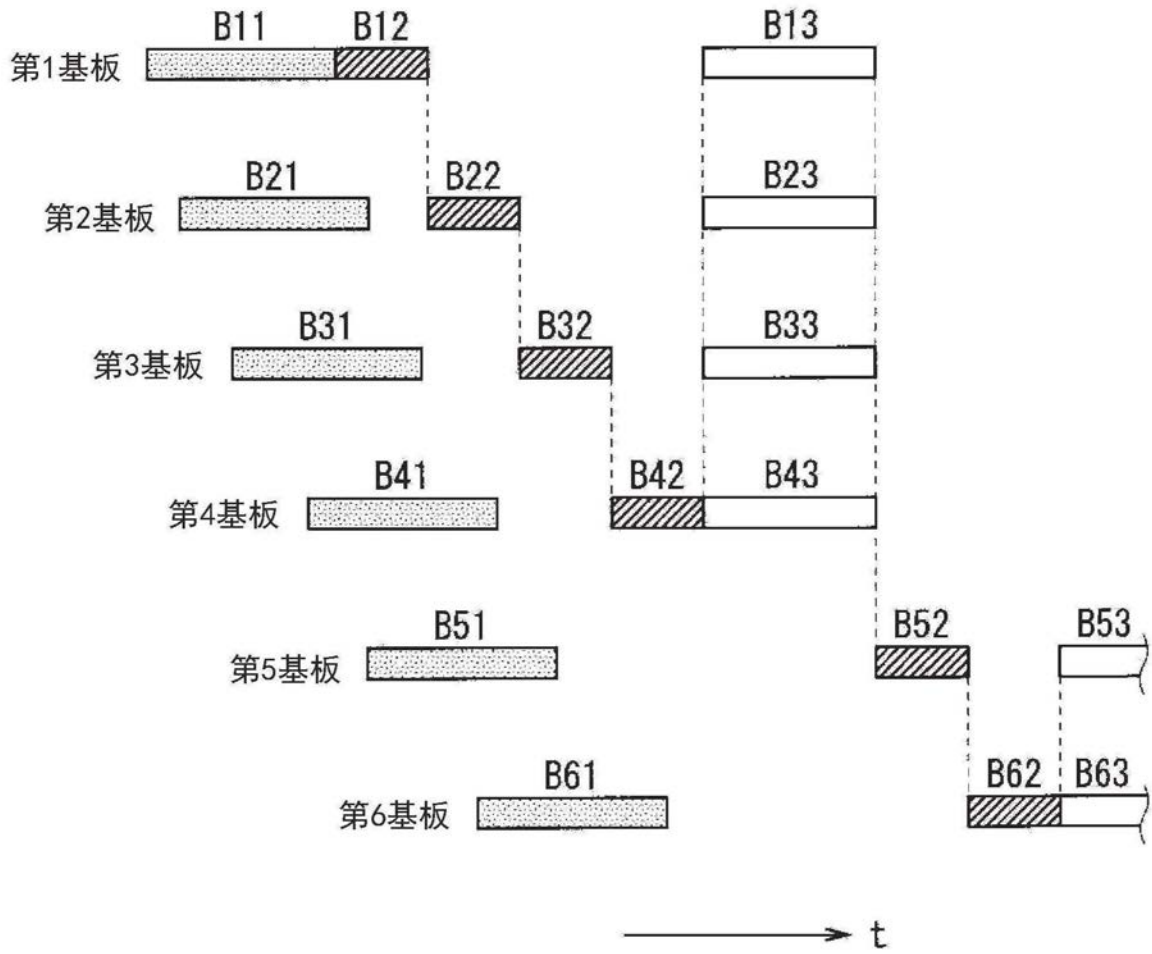 B11 B12 B13
第1基板
B21 B22 B23
第2基板
B31 B32 B33
第3基板
B41 B42 B43
第4基板
B51 B52 B53
第5基板
B61 B62 B63
第6基板
t